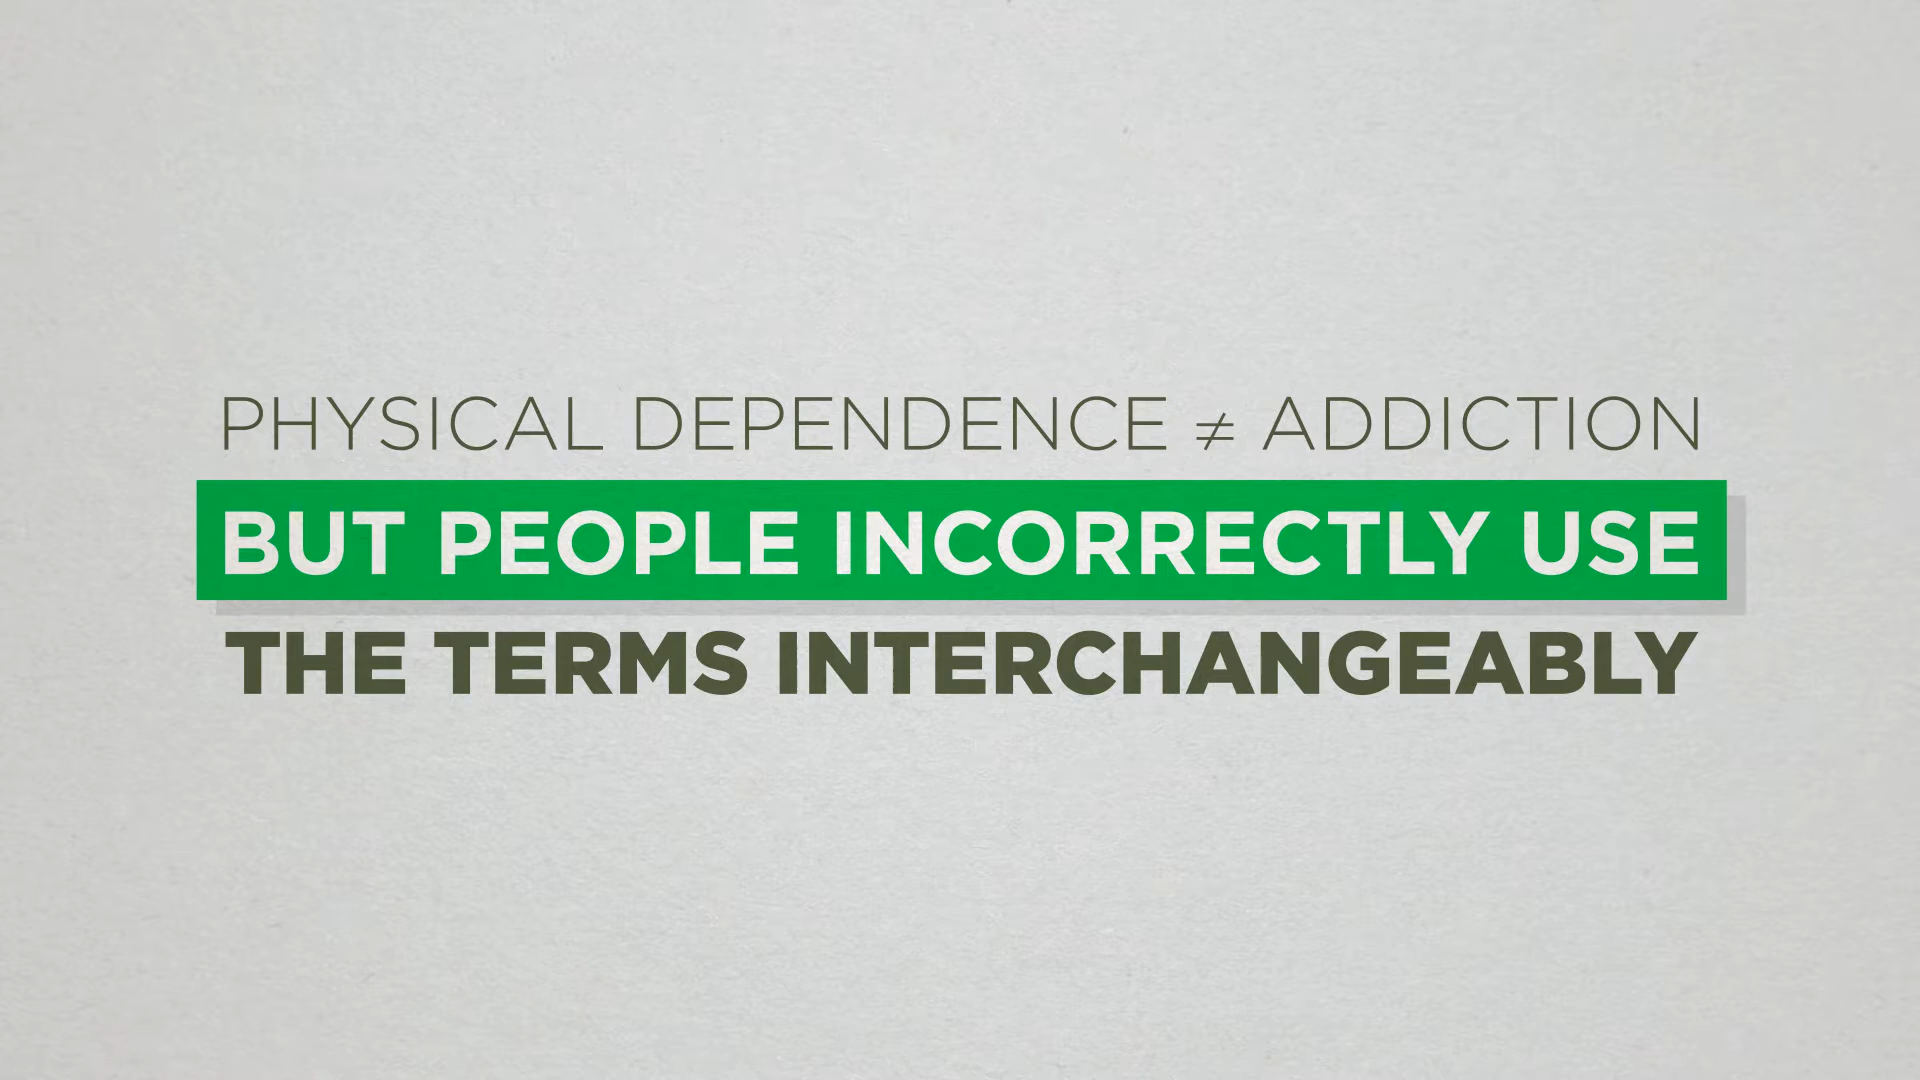 PHYSICAL DEPENDENCE ≠ ADDICTION
BUT PEOPLE INCORRECTLY USE
THE TERMS INTERCHANGEABLY